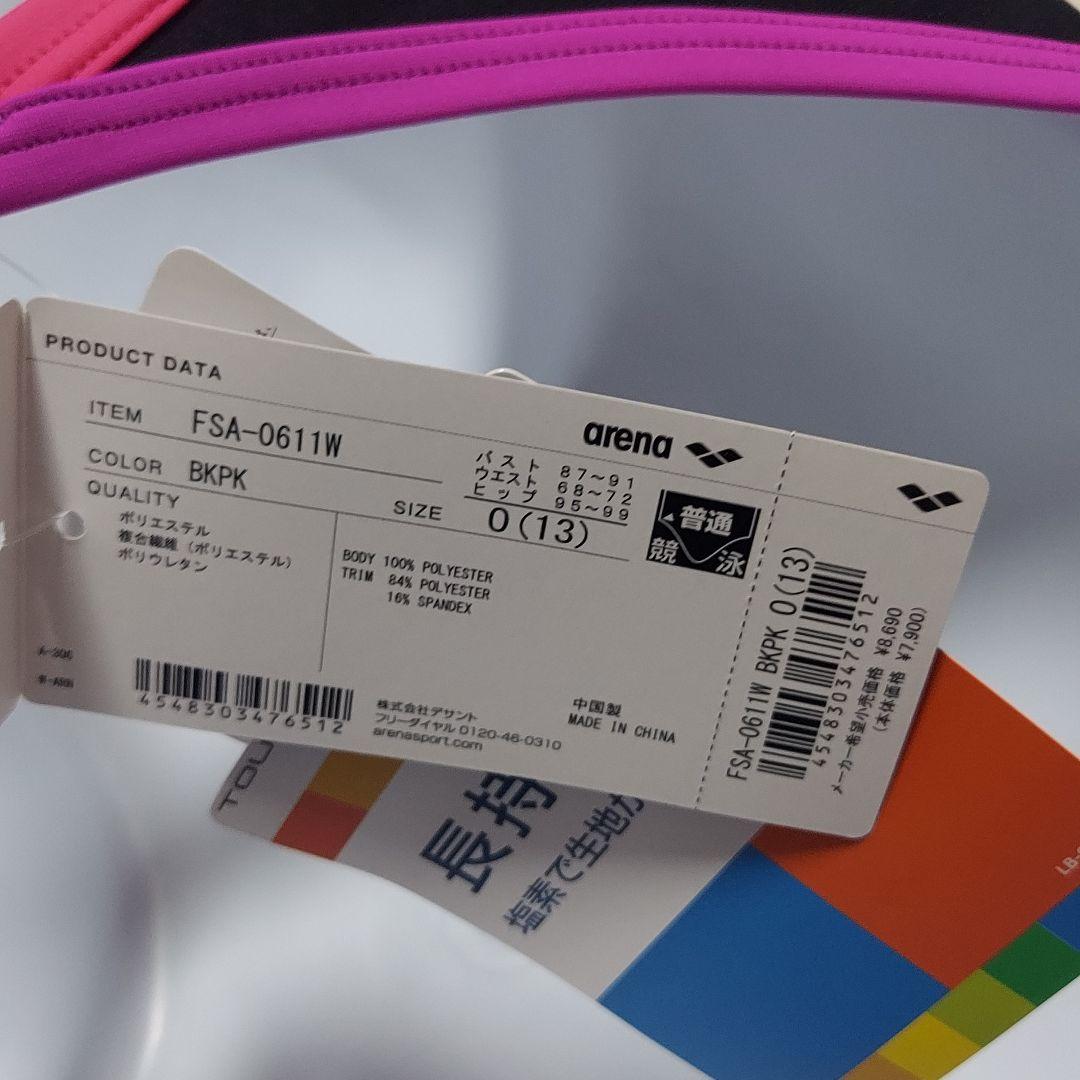 PRODUCT DATA
ITEM FSA-0611W
COLOR BKPK
QUALITY
ポリエステル
複合繊維（ポリエステル）
ポリウレタン
arena
バスト 87～91
ウエスト 68～72
ヒップ 95～99
SIZE O(13)
普通
競泳
BODY 100% POLYESTER
TRIM 84% POLYESTER
16% SPANDEX
4548303476512
株式会社デサント
フリーダイヤル 0120-46-0310
arenasport.com
中国製
MADE IN CHINA
FSA-0611W BKPK O(13)
4548303476512
メーカー希望小売価格 ¥8,690
(本体価格 ¥7,900)
長持
塩素で生地が